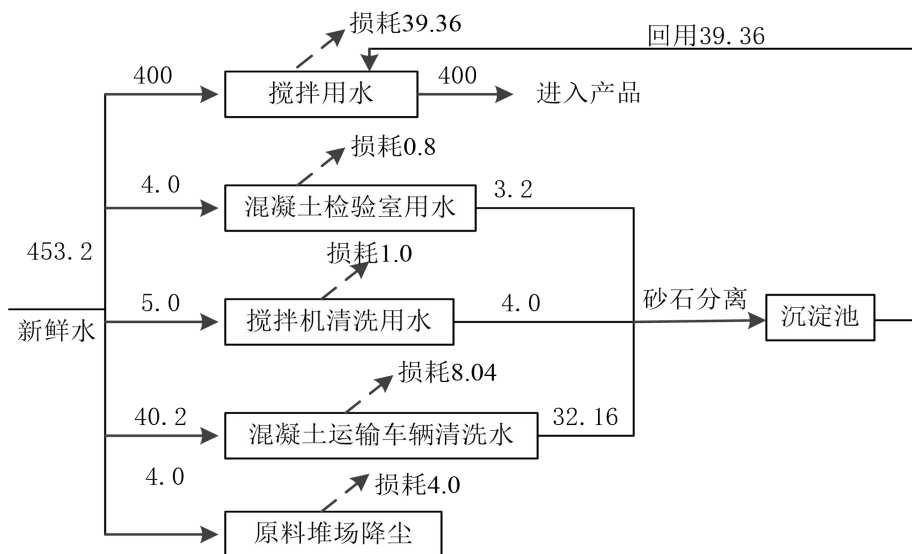 损耗39.36
回用39.36
400
搅拌用水
400
进入产品
损耗0.8
4.0
混凝土检验室用水
3.2
453.2
损耗1.0
新鲜水
5.0
搅拌机清洗用水
4.0
砂石分离
沉淀池
损耗8.04
40.2
混凝土运输车辆清洗水
32.16
4.0
损耗4.0
原料堆场降尘